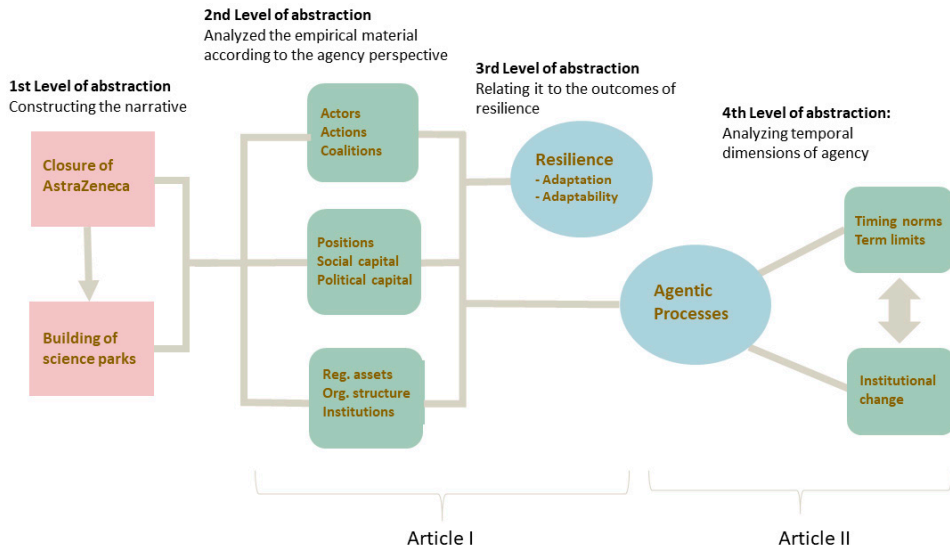 1st Level of abstraction
Constructing the narrative
Closure of
AstraZeneca
Building of
science parks
2nd Level of abstraction
Analyzed the empirical material
according to the agency perspective
Actors
Actions
Coalitions
Positions
Social capital
Political capital
Reg. assets
Org. structure
Institutions
3rd Level of abstraction
Relating it to the outcomes of
resilience
Resilience
- Adaptation
- Adaptability
Agentic
Processes
4th Level of abstraction:
Analyzing temporal
dimensions of agency
Timing norms
Term limits
Institutional
change
Article I
Article II